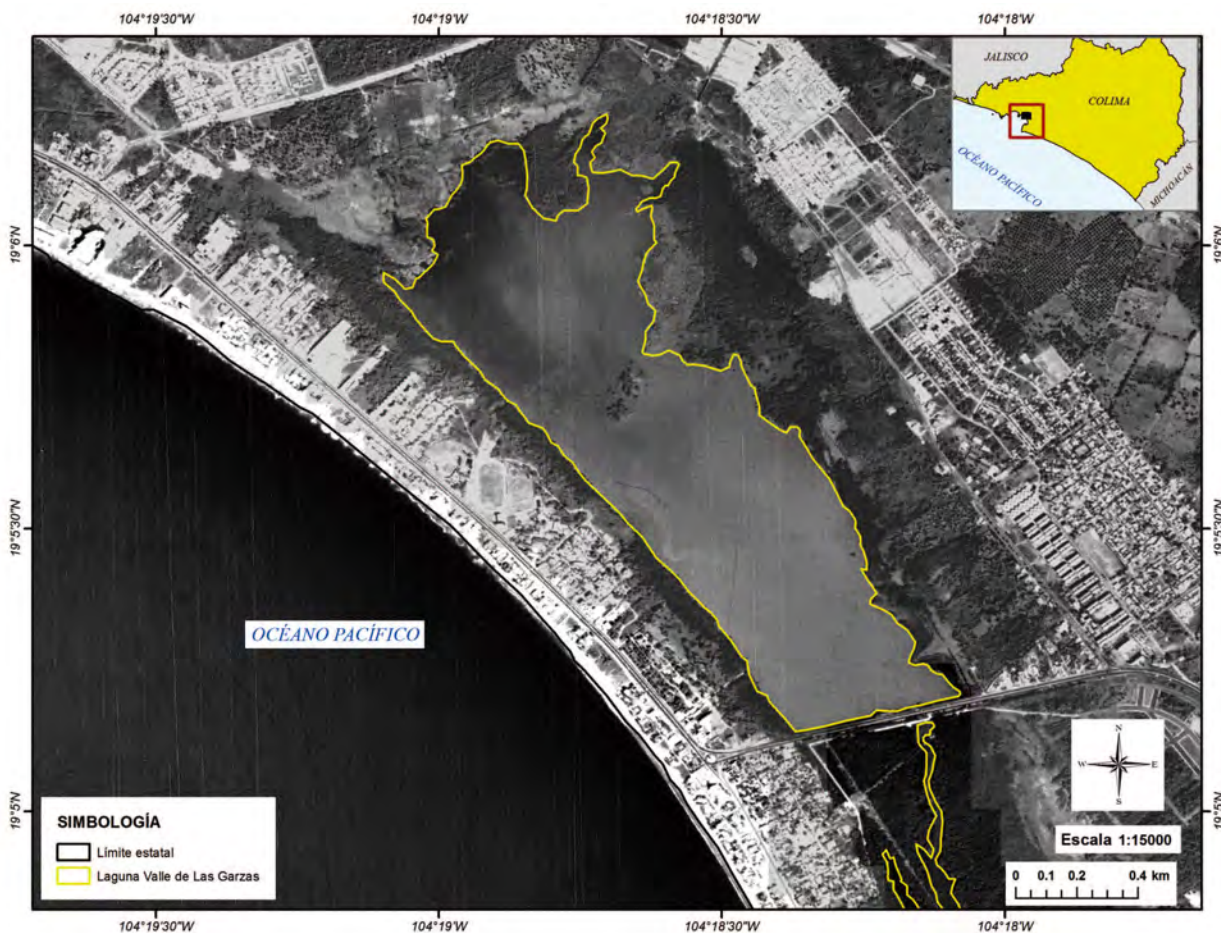 104°19'30"W
104°19'W
104°18'30"W
104°18'W
JALISCO
COLIMA
OCÉANO PACÍFICO
MICHOACÁN
19°6'N
19°6'N
19°5'30"N
19°5'30"N
OCÉANO PACÍFICO
N
W
E
S
19°5'N
19°5'N
SIMBOLOGÍA
Límite estatal
Laguna Valle de Las Garzas
Escala 1:15000
0 0.1 0.2 0.4 km
104°19'30"W
104°19'W
104°18'30"W
104°18'W